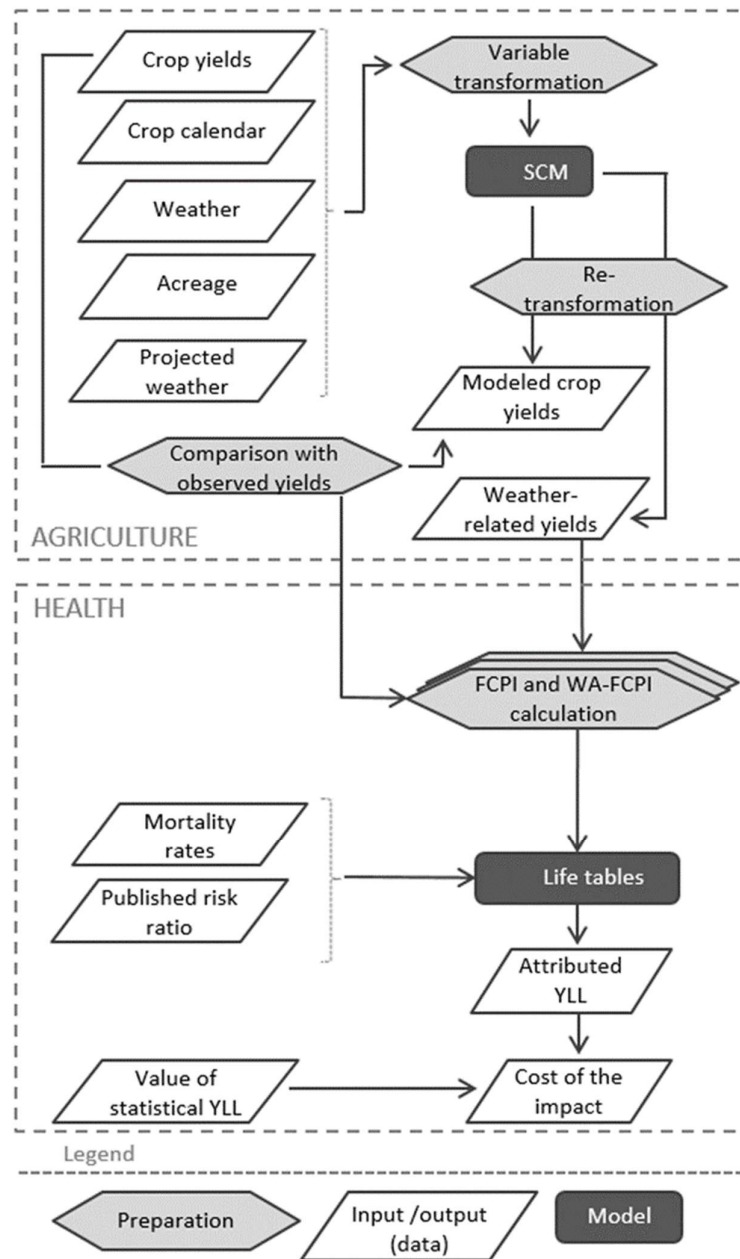 Crop yields
Crop calendar
Weather
Acreage
Projected
weather
Variable
transformation
SCM
Re-
transformation
Modeled crop
yields
Comparison with
observed yields
Weather-
related yields
AGRICULTURE
HEALTH
FCPI and WA-FCPI
calculation
Mortality
rates
Published risk
ratio
Life tables
Attributed
YLL
Value of
statistical YLL
Cost of the
impact
Legend
Preparation
Input /output
(data)
Model